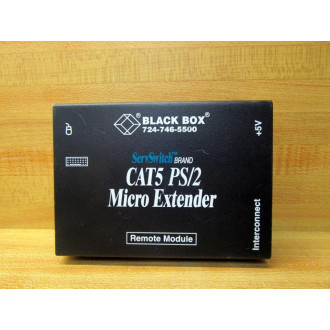 BLACK BOX®
724-746-5500
ServSwitch™ BRAND
CAT5 PS/2
Micro Extender
Remote Module
+5V
Interconnect